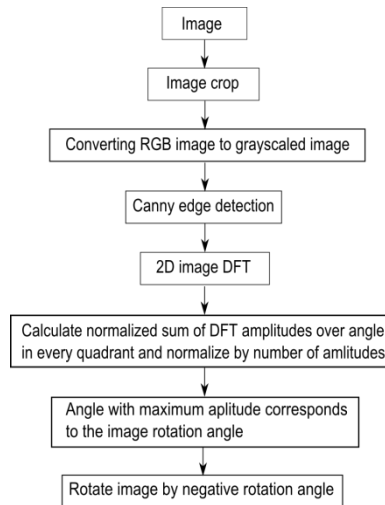 Image
Image crop
Converting RGB image to grayscaled image
Canny edge detection
2D image DFT
Calculate normalized sum of DFT amplitudes over angle
in every quadrant and normalize by number of amlitudes
Angle with maximum aplitude corresponds
to the image rotation angle
Rotate image by negative rotation angle